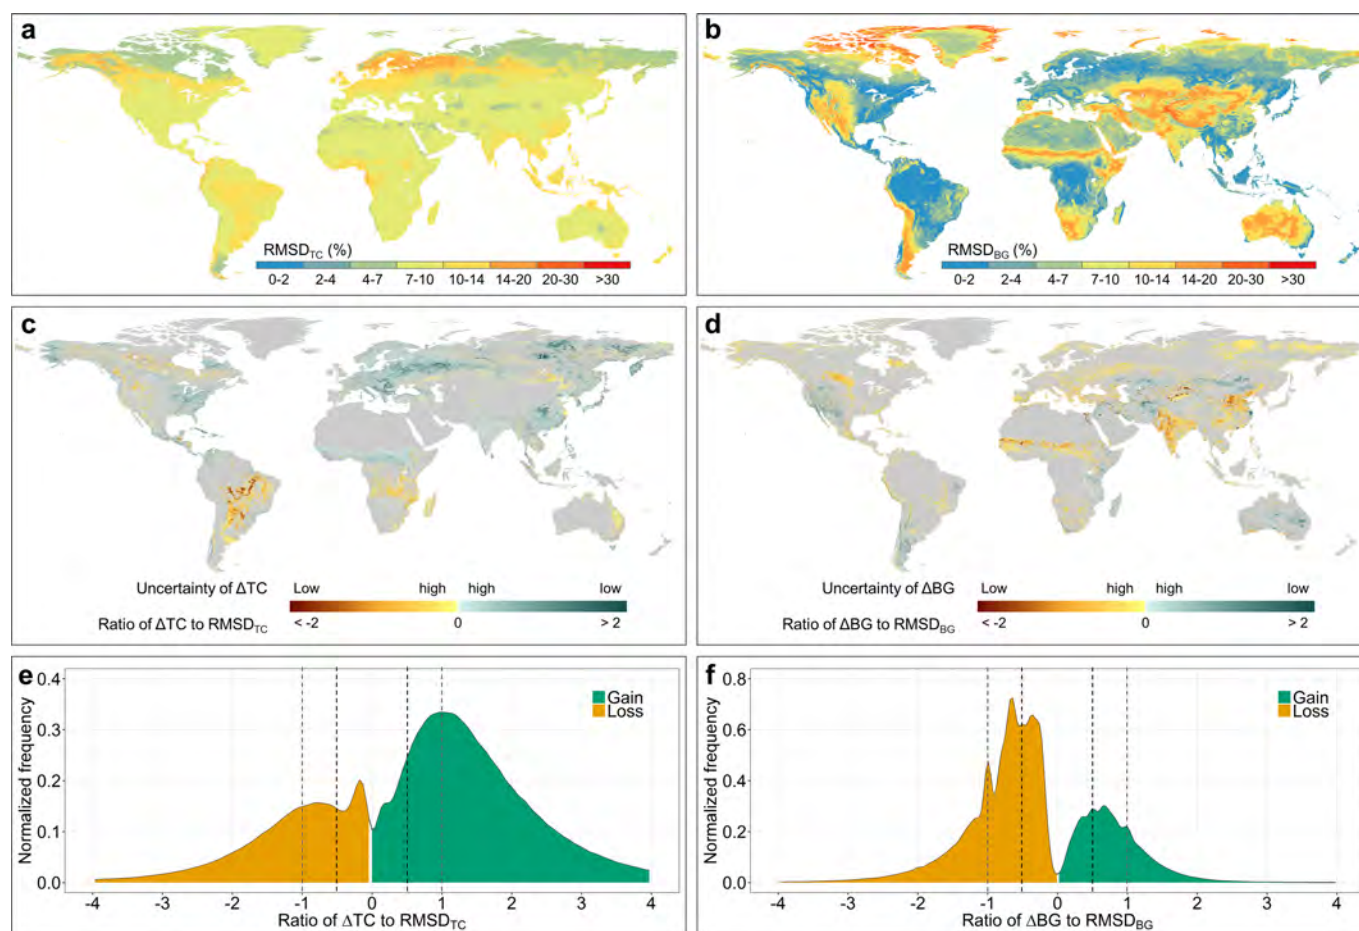 a
RMSD_TC (%)
0-2 2-4 4-7 7-10 10-14 14-20 20-30 >30
b
RMSD_BG (%)
0-2 2-4 4-7 7-10 10-14 14-20 20-30 >30
c
Uncertainty of ΔTC Low high high low
Ratio of ΔTC to RMSD_TC < -2 0 > 2
d
Uncertainty of ΔBG Low high high low
Ratio of ΔBG to RMSD_BG < -2 0 > 2
e
Normalized frequency
0.4
0.3
0.2
0.1
0.0
Gain
Loss
-4 -3 -2 -1 0 1 2 3 4
Ratio of ΔTC to RMSD_TC
f
Normalized frequency
0.8
0.6
0.4
0.2
0.0
Gain
Loss
-4 -3 -2 -1 0 1 2 3 4
Ratio of ΔBG to RMSD_BG